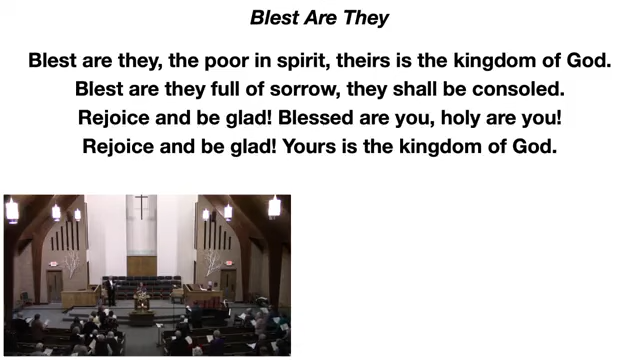 Blest Are They
Blest are they, the poor in spirit, theirs is the kingdom of God.
Blest are they full of sorrow, they shall be consoled.
Rejoice and be glad! Blessed are you, holy are you!
Rejoice and be glad! Yours is the kingdom of God.